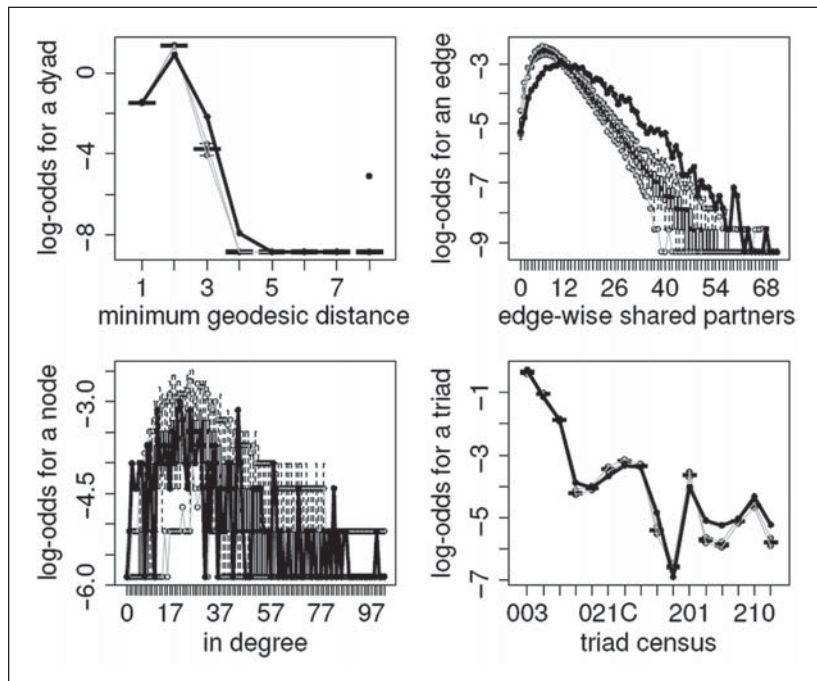 log-odds for a dyad
0
−4
−8
1 3 5 7
minimum geodesic distance
log-odds for an edge
−3
−5
−7
−9
0 12 26 40 54 68
edge-wise shared partners
log-odds for a node
−3.0
−4.5
−6.0
0 17 37 57 77 97
in degree
log-odds for a triad
−1
−3
−5
−7
003 021C 201 210
triad census